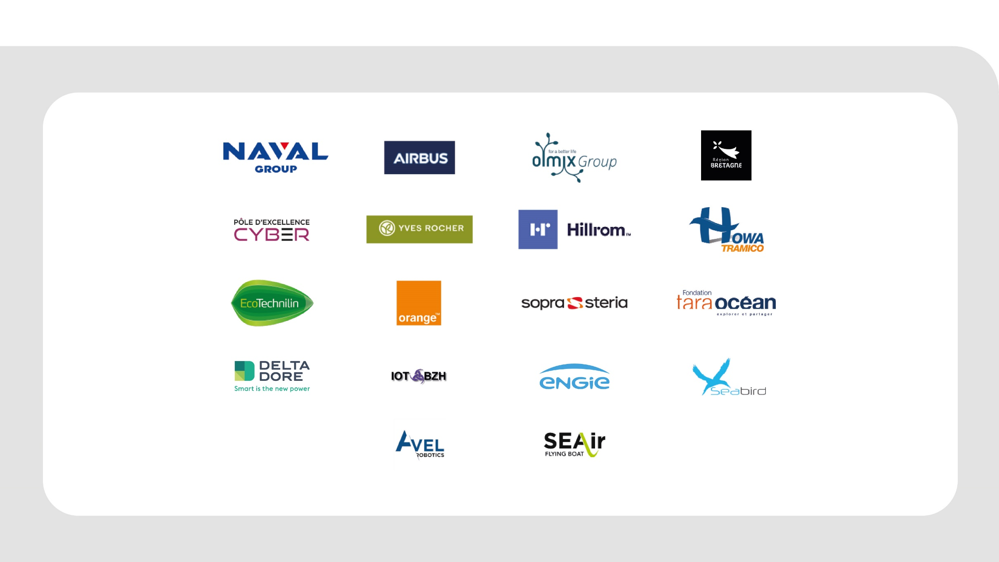 NAVAL
GROUP
AIRBUS
for a better life
olmix Group
Région
BRETAGNE
PÔLE D'EXCELLENCE
CYBER
YVES ROCHER
Hillrom™
HOWA
TRAMICO
EcoTechnilin
orange™
sopra steria
Fondation
tara océan
explorer et partager
DELTA
DORE
Smart is the new power
IOT BZH
ENGIE
Seabird
AVEL
ROBOTICS
SEAir
FLYING BOAT